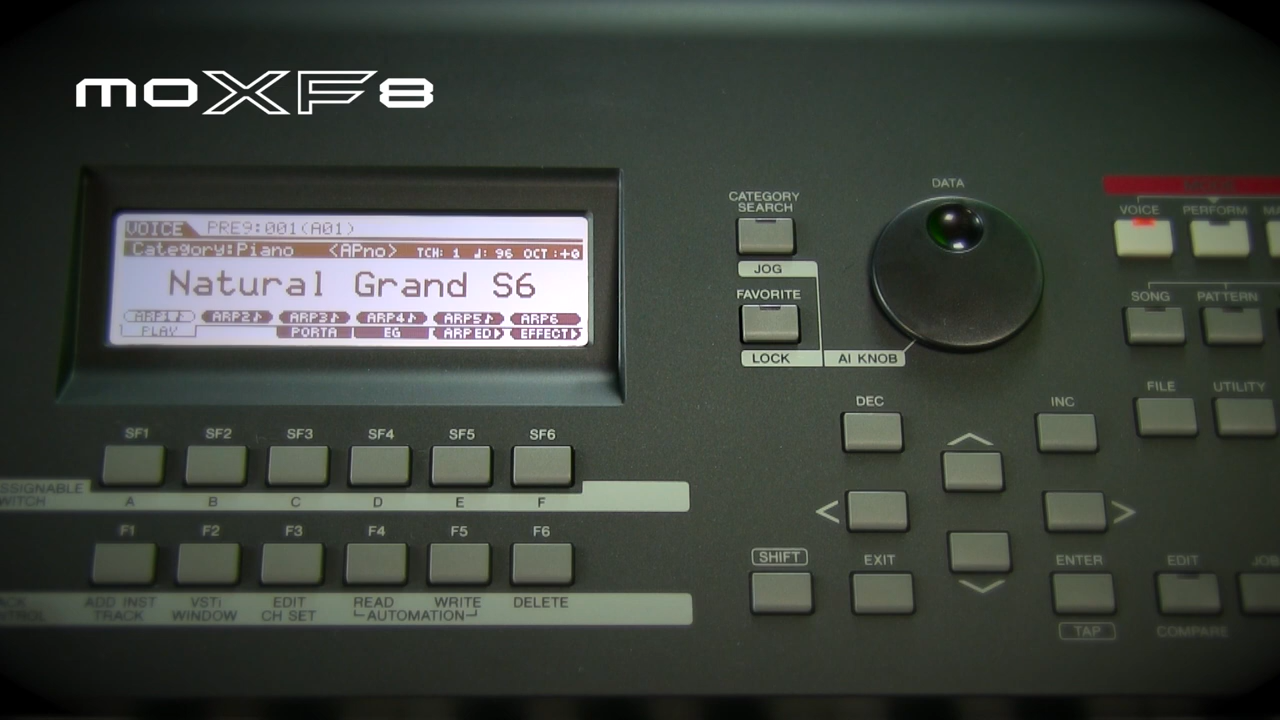 moXF8
VOICE PRE9:001(A01)
Category:Piano <APno> TCH: 1 ♩: 96 OCT:+0
Natural Grand S6
ARP1♪ ARP2♪ ARP3♪ ARP4♪ ARP5♪ ARP6
PLAY PORTA EG ARP ED EFFECT
CATEGORY
SEARCH
JOG
FAVORITE
LOCK
AI KNOB
DATA
VOICE PERFORM
SONG PATTERN
FILE UTILITY
DEC INC
SF1 SF2 SF3 SF4 SF5 SF6
A B C D E F
F1 F2 F3 F4 F5 F6
ADD INST
TRACK
VSTi
WINDOW
EDIT
CH SET
READ WRITE
AUTOMATION
DELETE
< >
SHIFT EXIT ENTER EDIT
TAP COMPARE